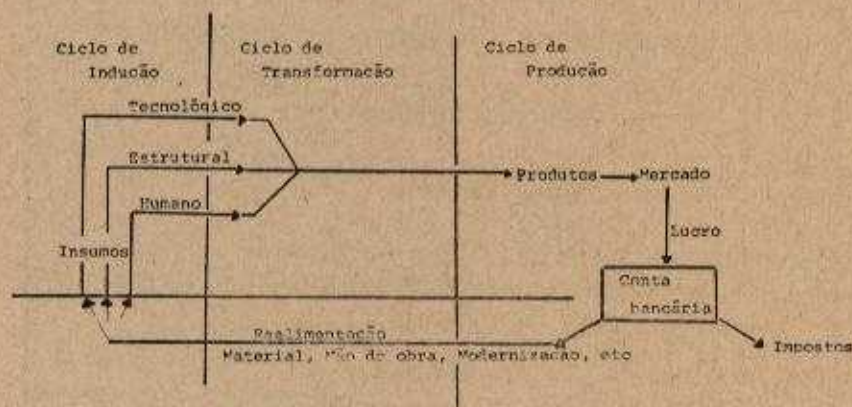 Ciclo de
Indução
Ciclo de
Transformação
Ciclo de
Produção
Tecnológico
Estrutural
Humano
Insumos
Produtos
Mercado
Lucro
Conta
bancária
Realimentação
Material, Mão de obra, Modernização, etc
Impostos